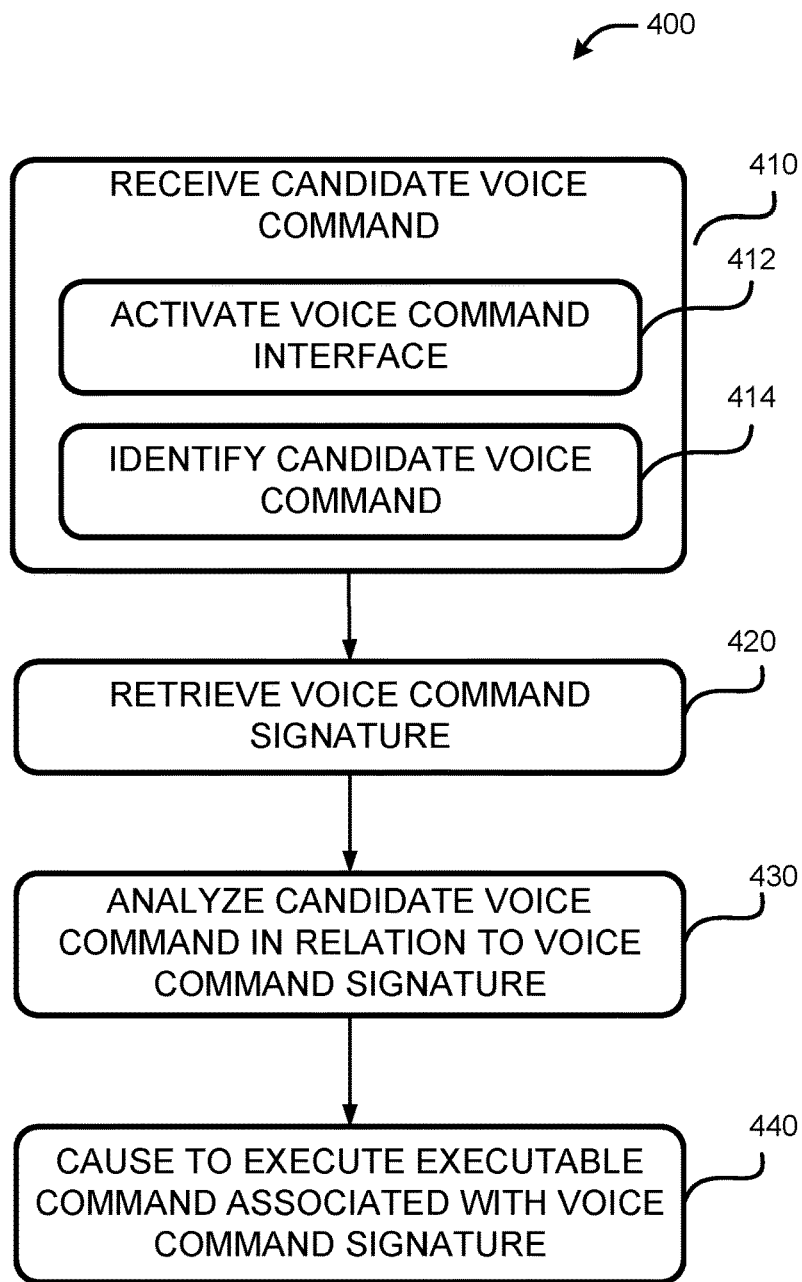 400
RECEIVE CANDIDATE VOICE
COMMAND
410
ACTIVATE VOICE COMMAND
INTERFACE
412
IDENTIFY CANDIDATE VOICE
COMMAND
414
RETRIEVE VOICE COMMAND
SIGNATURE
420
ANALYZE CANDIDATE VOICE
COMMAND IN RELATION TO VOICE
COMMAND SIGNATURE
430
CAUSE TO EXECUTE EXECUTABLE
COMMAND ASSOCIATED WITH VOICE
COMMAND SIGNATURE
440